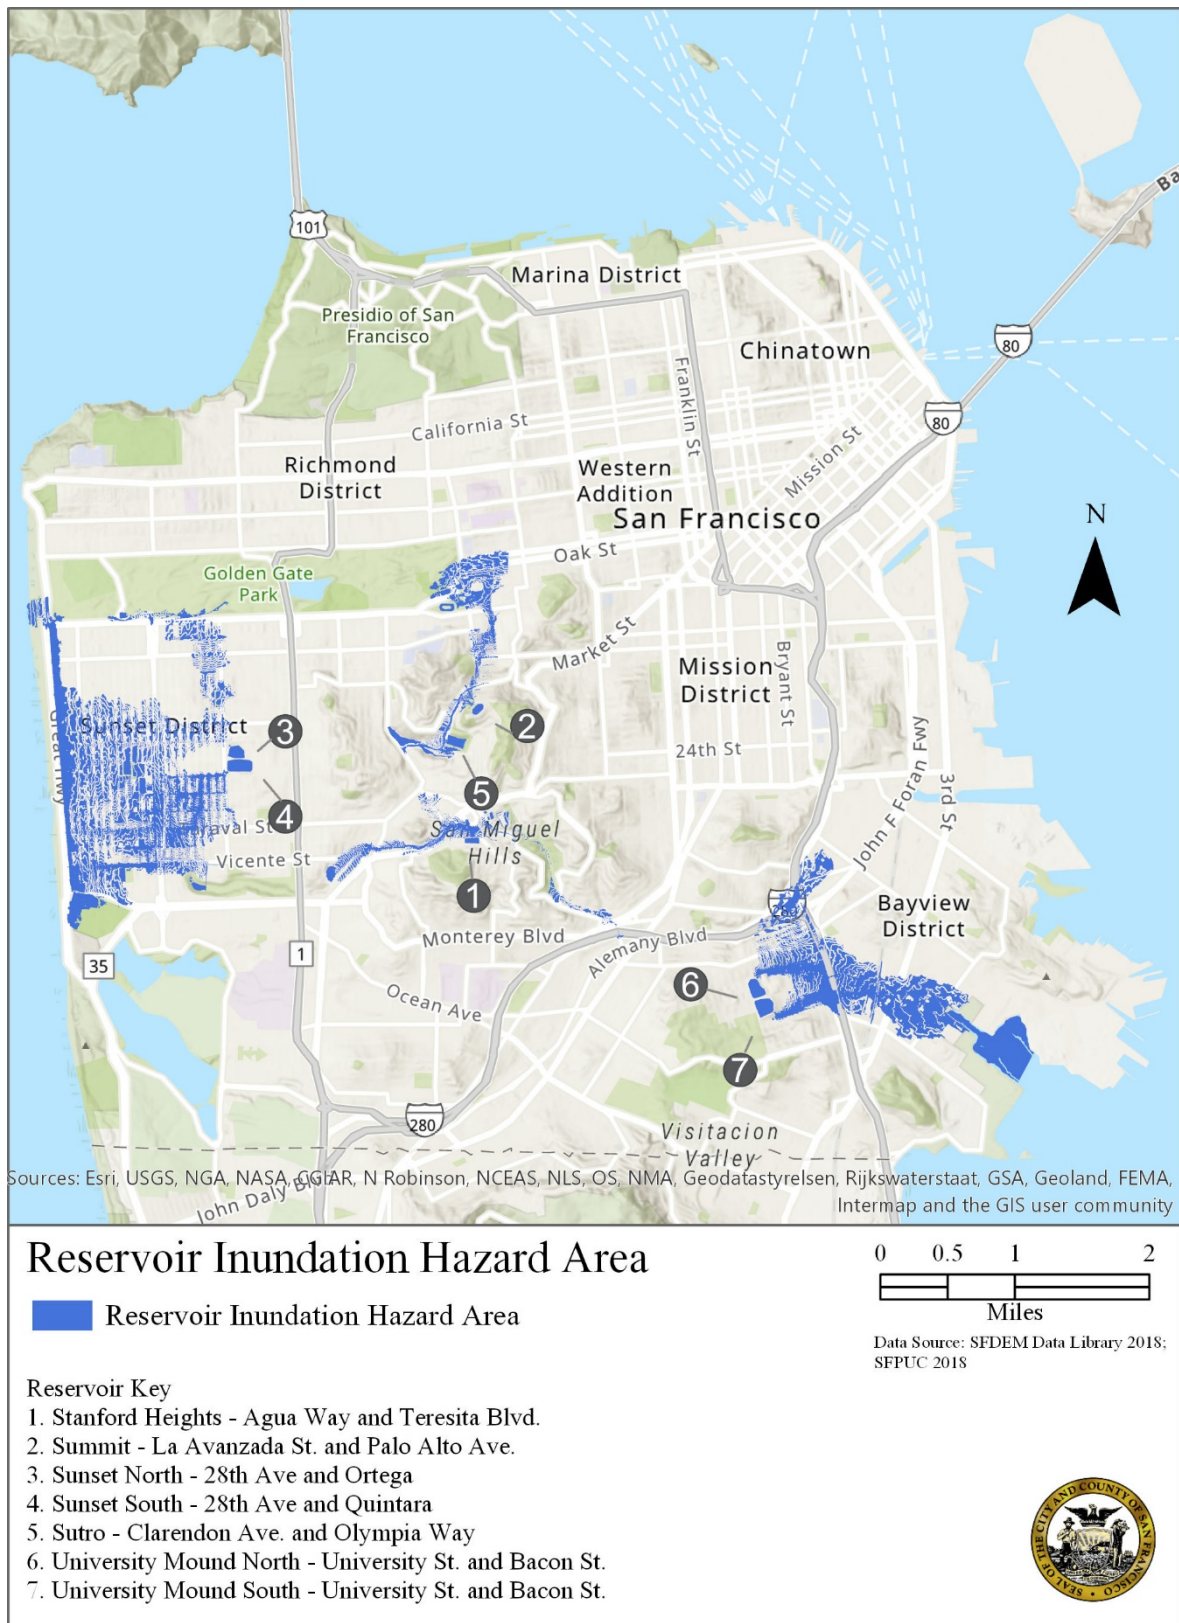 101
Marina District
Presidio of San
Francisco
Chinatown
80
Franklin St
80
California St
Mission St
Richmond
District
Western
Addition
San Francisco
N
Oak St
Golden Gate
Park
Market St
Mission
District
Bryant St
Sunset District
3
2
24th St
Great Hwy
John F Foran Fwy
3rd St
5
4
San Miguel
Hills
Vicente St
1
280
Bayview
District
Monterey Blvd
Alemany Blvd
1
35
6
Ocean Ave
7
280
Visitacion
Valley
John Daly Blvd
Sources: Esri, USGS, NGA, NASA, CGIAR, N Robinson, NCEAS, NLS, OS, NMA, Geodatastyrelsen, Rijkswaterstaat, GSA, Geoland, FEMA,
Intermap and the GIS user community
Reservoir Inundation Hazard Area
0 0.5 1 2
Miles
Reservoir Inundation Hazard Area
Data Source: SFDEM Data Library 2018;
SFPUC 2018
Reservoir Key
1. Stanford Heights - Agua Way and Teresita Blvd.
2. Summit - La Avanzada St. and Palo Alto Ave.
3. Sunset North - 28th Ave and Ortega
4. Sunset South - 28th Ave and Quintara
5. Sutro - Clarendon Ave. and Olympia Way
6. University Mound North - University St. and Bacon St.
7. University Mound South - University St. and Bacon St.
SEAL OF THE CITY AND COUNTY OF SAN FRANCISCO